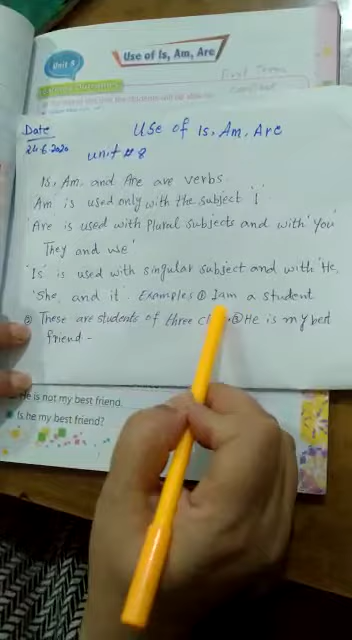 Unit 8
Use of Is, Am, Are
First Term
Date
24.6.2020
Use of Is, Am, Are
unit # 8
Is, Am, and Are are verbs.
Am is used only with the subject 'I'
'Are is used with Plural subjects and with 'You'
They and we'
'Is' is used with singular subject and with 'He,
'She, and it'. Examples ① I am a student
② These are students of three ③ He is my best
friend -
He is not my best friend.
Is he my best friend?